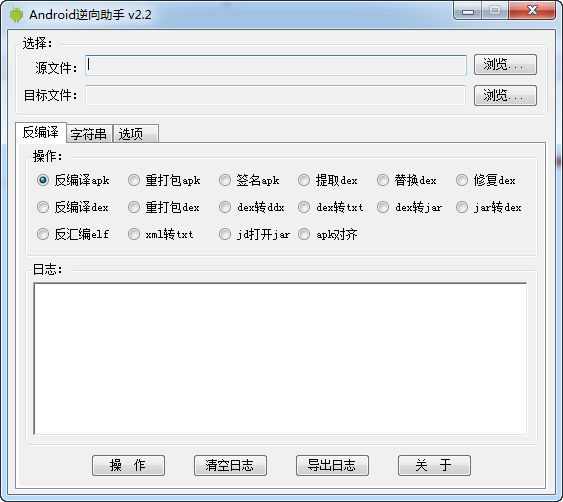 Android逆向助手 v2.2
选择：
源文件： 浏览...
目标文件： 浏览...
反编译 字符串 选项
操作：
反编译apk 重打包apk 签名apk 提取dex 替换dex 修复dex
反编译dex 重打包dex dex转ddx dex转txt dex转jar jar转dex
反汇编elf xml转txt jd打开jar apk对齐
日志：
操 作 清空日志 导出日志 关 于